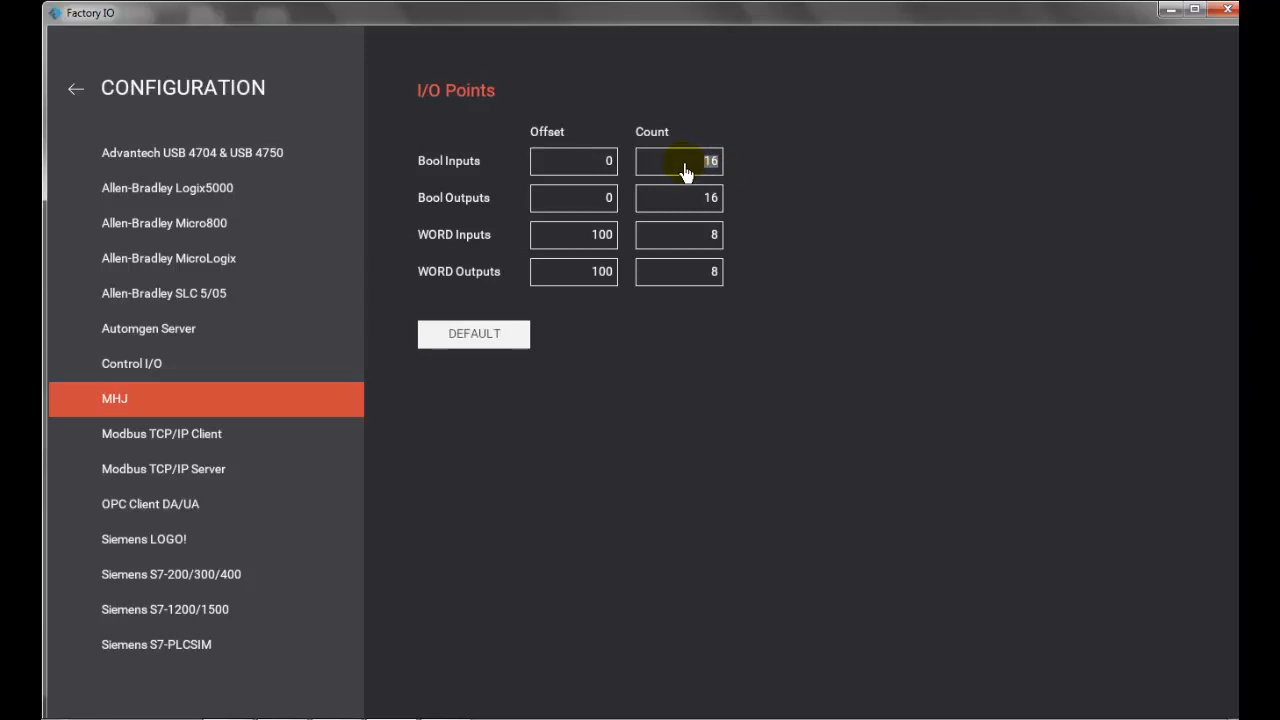 Factory IO
CONFIGURATION
Advantech USB 4704 & USB 4750
Allen-Bradley Logix5000
Allen-Bradley Micro800
Allen-Bradley MicroLogix
Allen-Bradley SLC 5/05
Automgen Server
Control I/O
MHJ
Modbus TCP/IP Client
Modbus TCP/IP Server
OPC Client DA/UA
Siemens LOGO!
Siemens S7-200/300/400
Siemens S7-1200/1500
Siemens S7-PLCSIM
I/O Points
Offset Count
Bool Inputs 0 16
Bool Outputs 0 16
WORD Inputs 100 8
WORD Outputs 100 8
DEFAULT